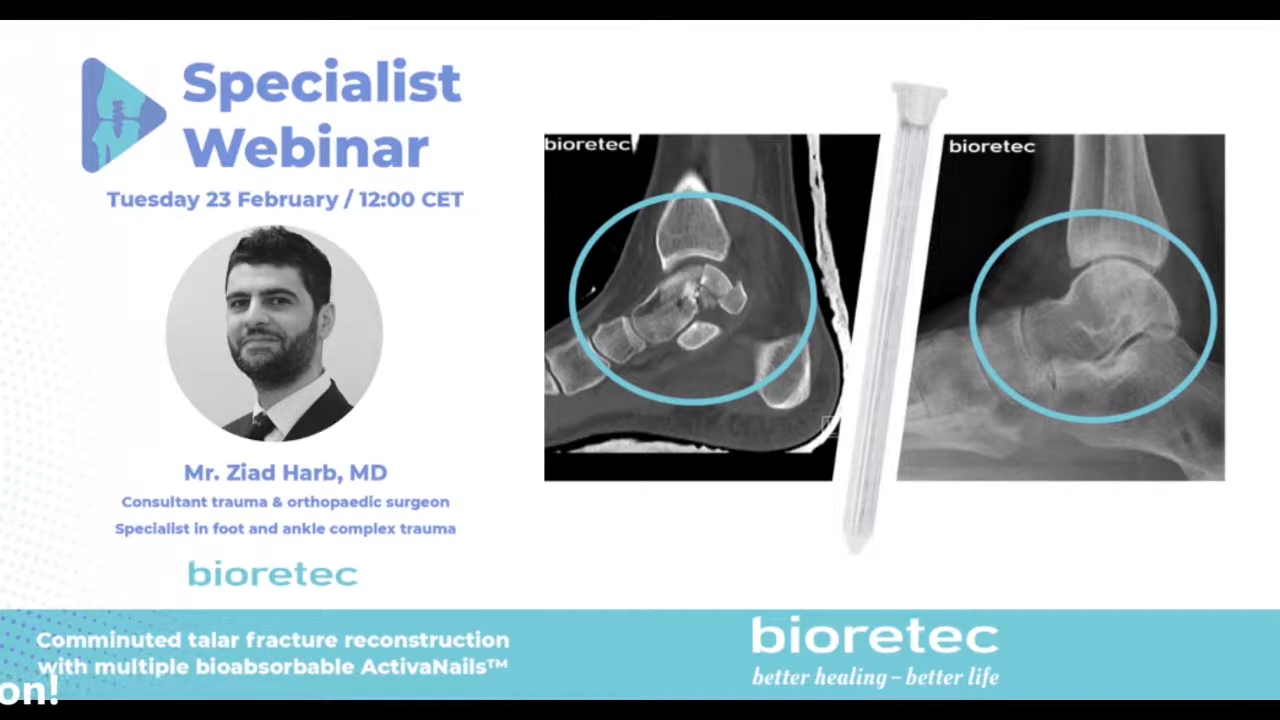 Specialist
Webinar
Tuesday 23 February / 12:00 CET
Mr. Ziad Harb, MD
Consultant trauma & orthopaedic surgeon
Specialist in foot and ankle complex trauma
bioretec
bioretec
bioretec
Comminuted talar fracture reconstruction
with multiple bioabsorbable ActivaNails™
on!
bioretec
better healing – better life